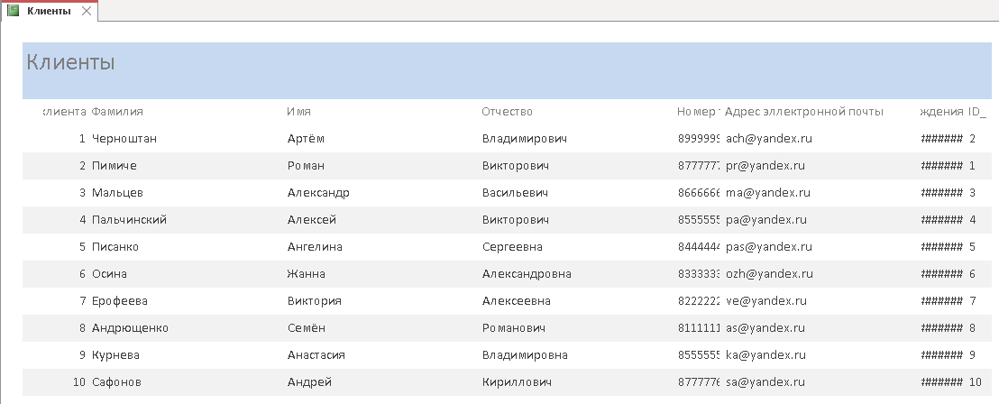 Клиенты
Клиенты
клиента Фамилия Имя Отчество Номер Адрес эллектронной почты ждения ID_
1 Черноштан Артём Владимирович 8999999 ach@yandex.ru ####### 2
2 Пимиче Роман Викторович 8777777 pr@yandex.ru ####### 1
3 Мальцев Александр Васильевич 8666666 ma@yandex.ru ####### 3
4 Пальчинский Алексей Викторович 8555555 pa@yandex.ru ####### 4
5 Писанко Ангелина Сергеевна 8444444 pas@yandex.ru ####### 5
6 Осина Жанна Александровна 8333333 ozh@yandex.ru ####### 6
7 Ерофеева Виктория Алексеевна 8222222 ve@yandex.ru ####### 7
8 Андрющенко Семён Романович 8111111 as@yandex.ru ####### 8
9 Курнева Анастасия Владимировна 8555555 ka@yandex.ru ####### 9
10 Сафонов Андрей Кириллович 8777776 sa@yandex.ru ####### 10